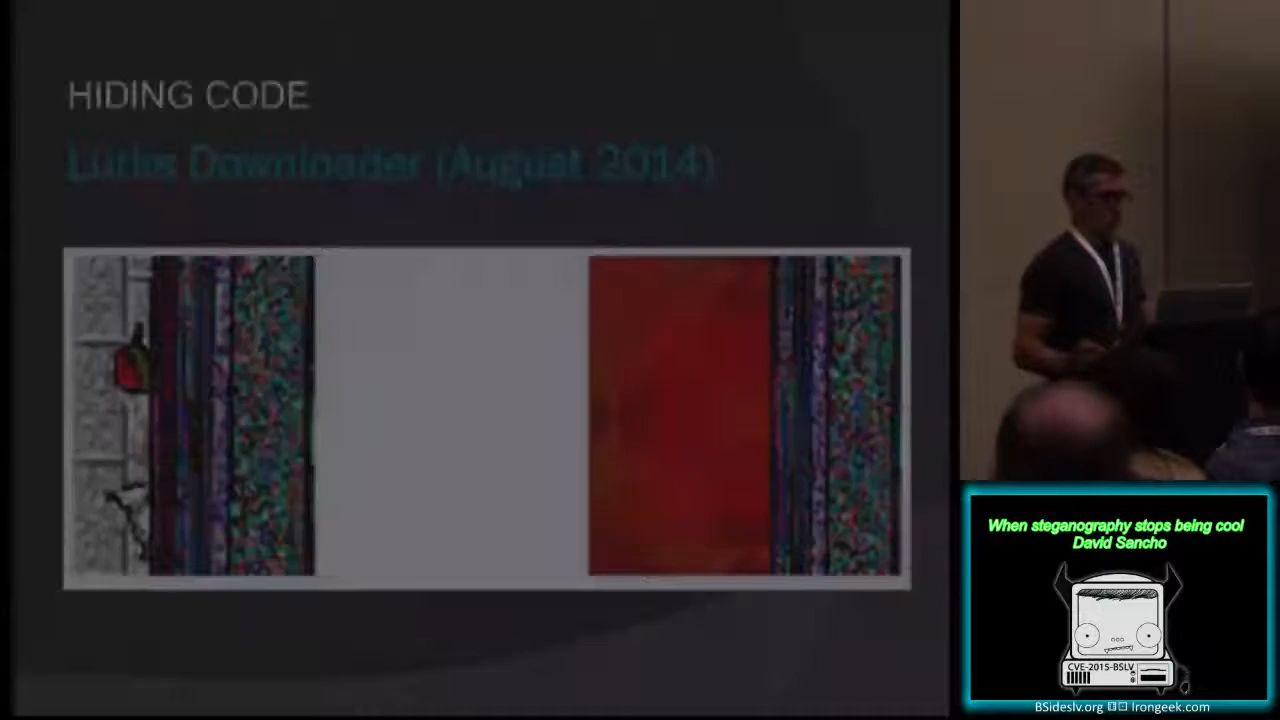 HIDING CODE
Lurks Downloader (August 2014)
When steganography stops being cool
David Sancho
CVE-2015-BSLV
BSideslv.org Irongeek.com